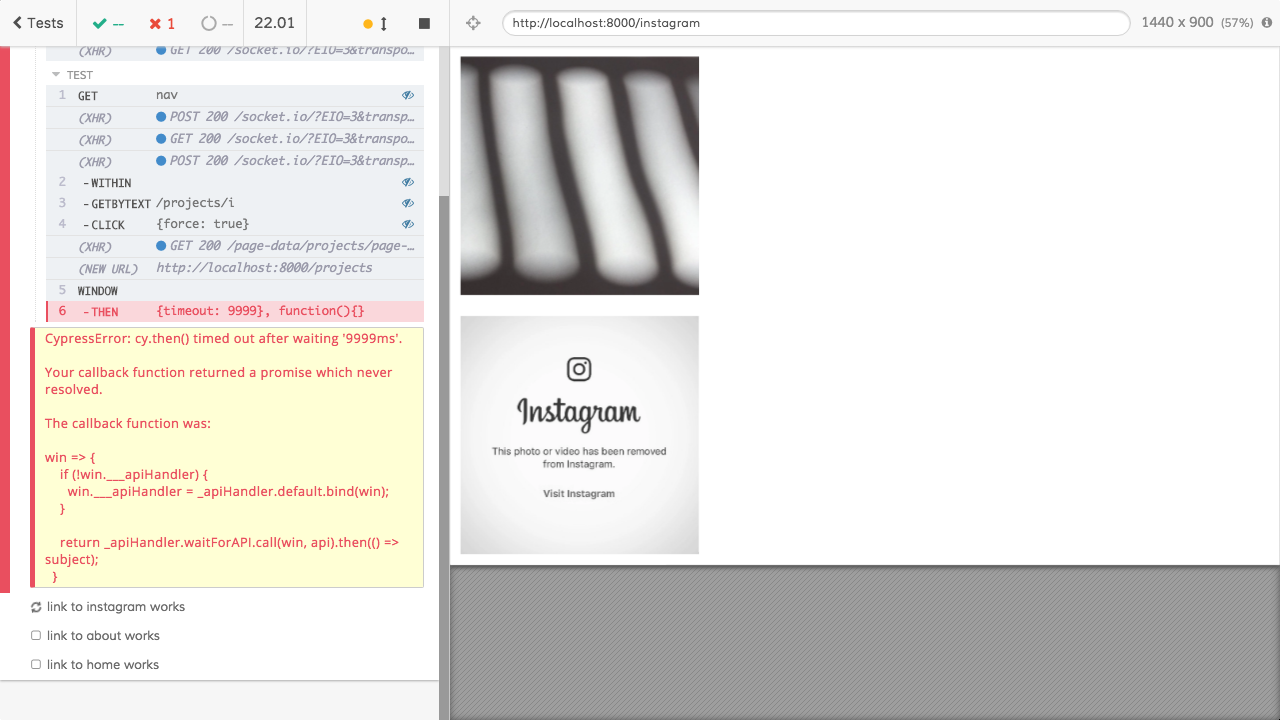 Tests -- 1 -- 22.01
http://localhost:8000/instagram 1440 x 900 (57%)
(XHR) GET 200 /socket.io/?EIO=3&transpo…
TEST
1 GET nav
(XHR) POST 200 /socket.io/?EIO=3&transp…
(XHR) GET 200 /socket.io/?EIO=3&transpo…
(XHR) POST 200 /socket.io/?EIO=3&transp…
2 -WITHIN
3 -GETBYTEXT /projects/i
4 -CLICK {force: true}
(XHR) GET 200 /page-data/projects/page-…
(NEW URL) http://localhost:8000/projects
5 WINDOW
6 -THEN {timeout: 9999}, function(){}
CypressError: cy.then() timed out after waiting '9999ms'.
Your callback function returned a promise which never
resolved.
The callback function was:
win => {
if (!win.___apiHandler) {
win.___apiHandler = _apiHandler.default.bind(win);
}
return _apiHandler.waitForAPI.call(win, api).then(() =>
subject);
}
link to instagram works
link to about works
link to home works
Instagram
This photo or video has been removed
from Instagram.
Visit Instagram